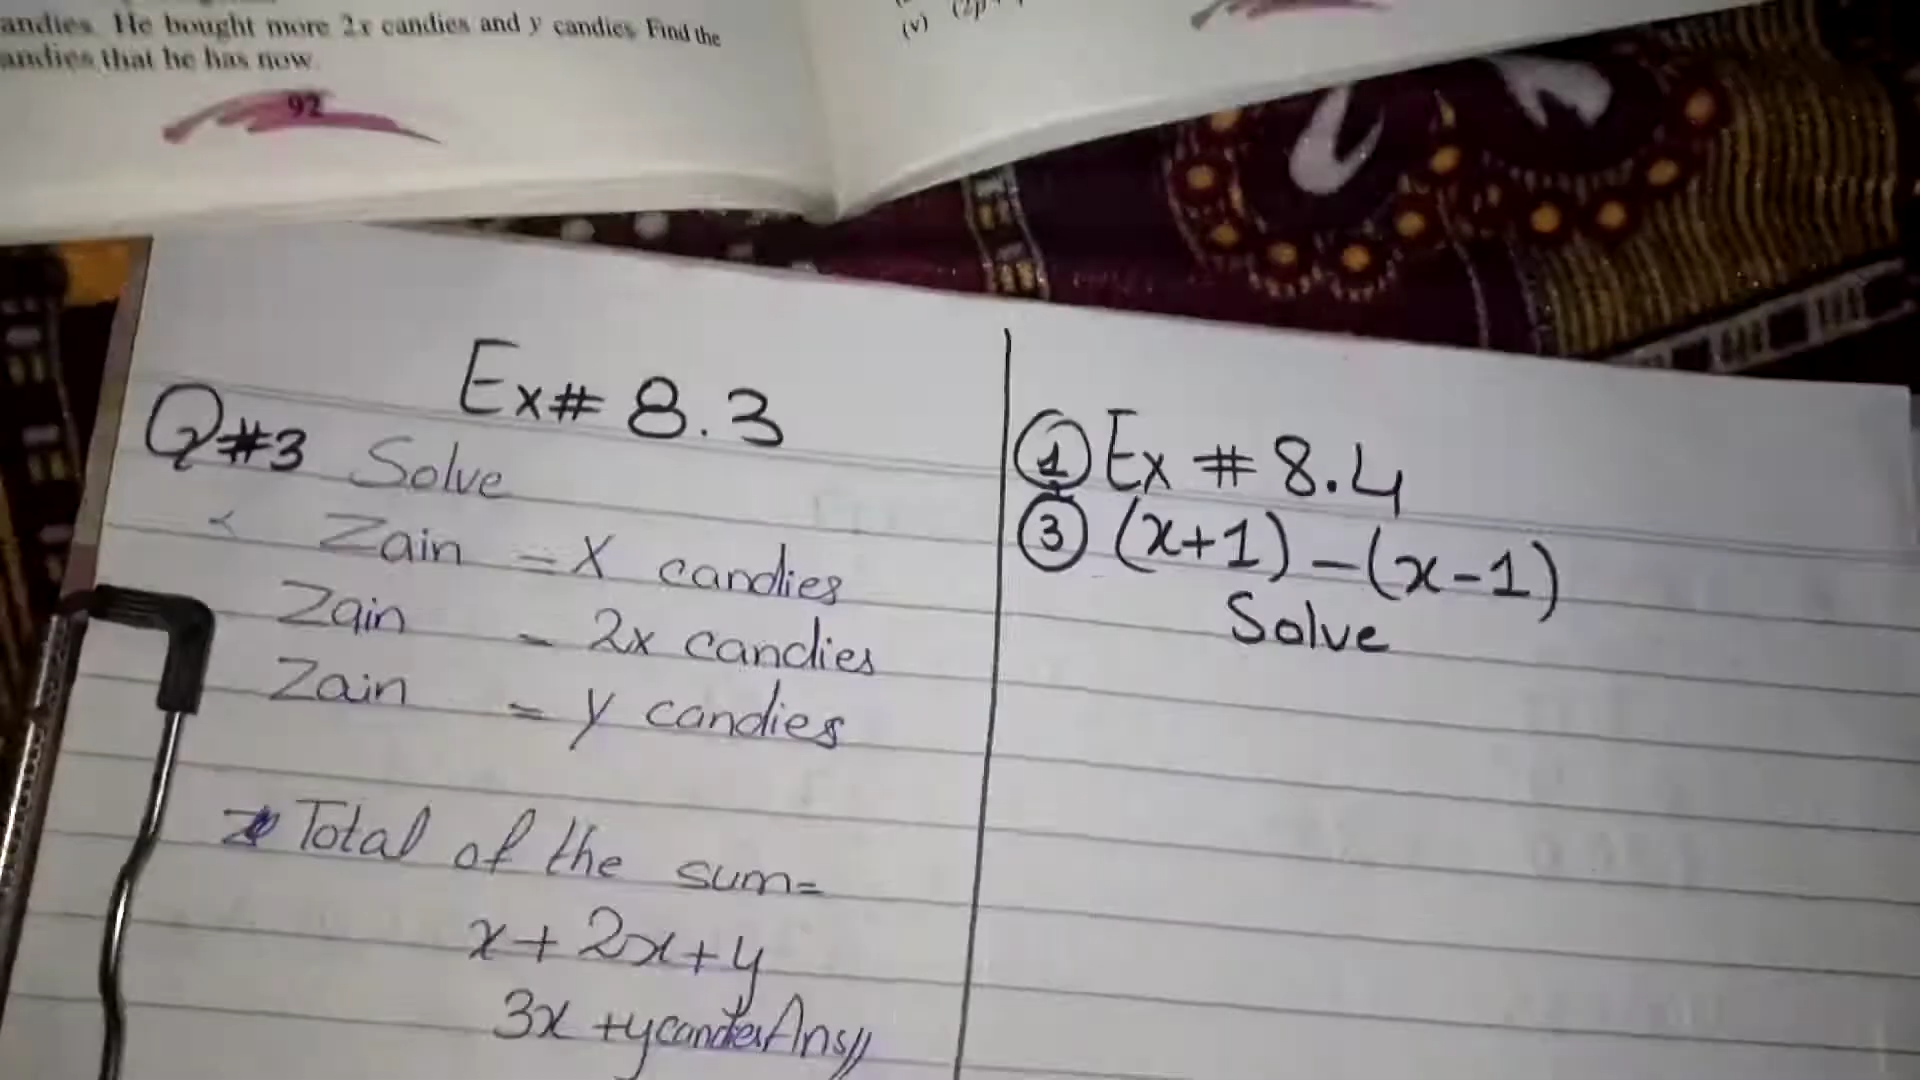 andies. He bought more 2x candies and y candies. Find the
andies that he has now.
92
(v) (2p
Ex# 8.3
Q#3 Solve
Zain = X candies
Zain = 2x candies
Zain = y candies
Total of the sum=
x+2x+y
3x +ycandies Ans//
① Ex # 8.4
③ (x+1)-(x-1)
Solve